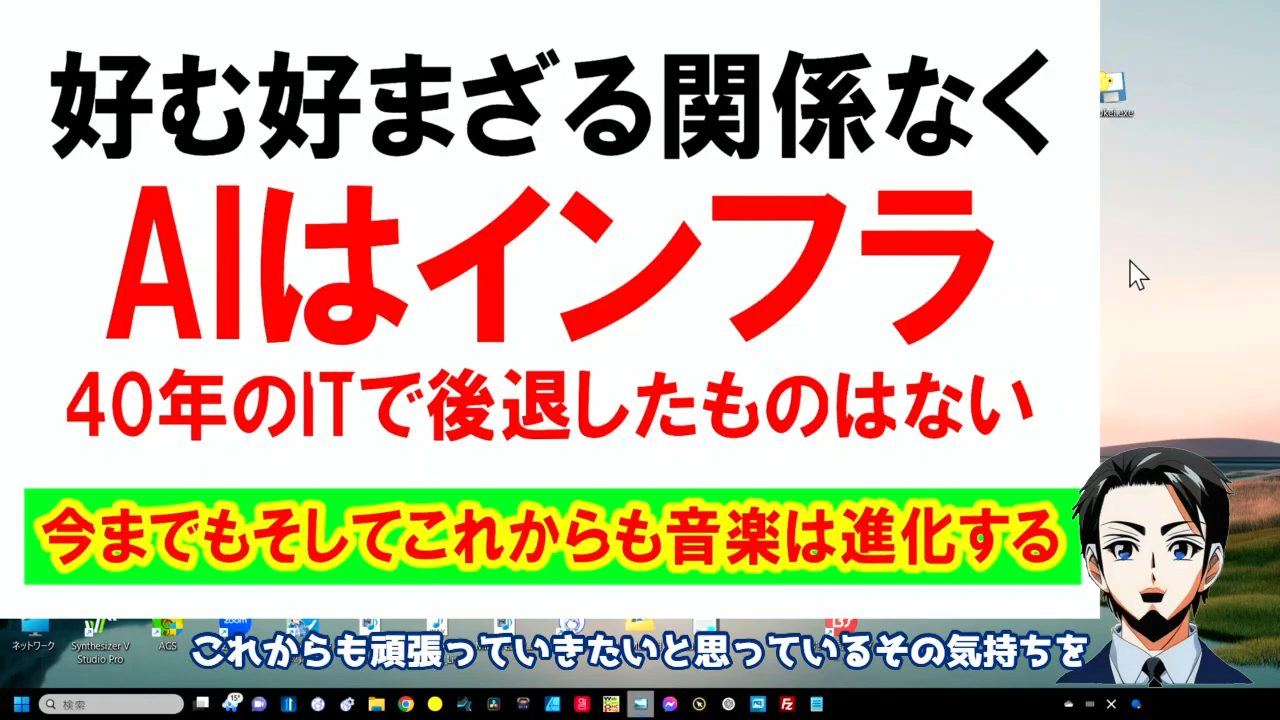 好む好まざる関係なく
AIはインフラ
40年のITで後退したものはない
今までもそしてこれからも音楽は進化する
これからも頑張っていきたいと思っているその気持ちを
ネットワーク
Synthesizer V
Studio Pro
AGS
zoom
15°
検索